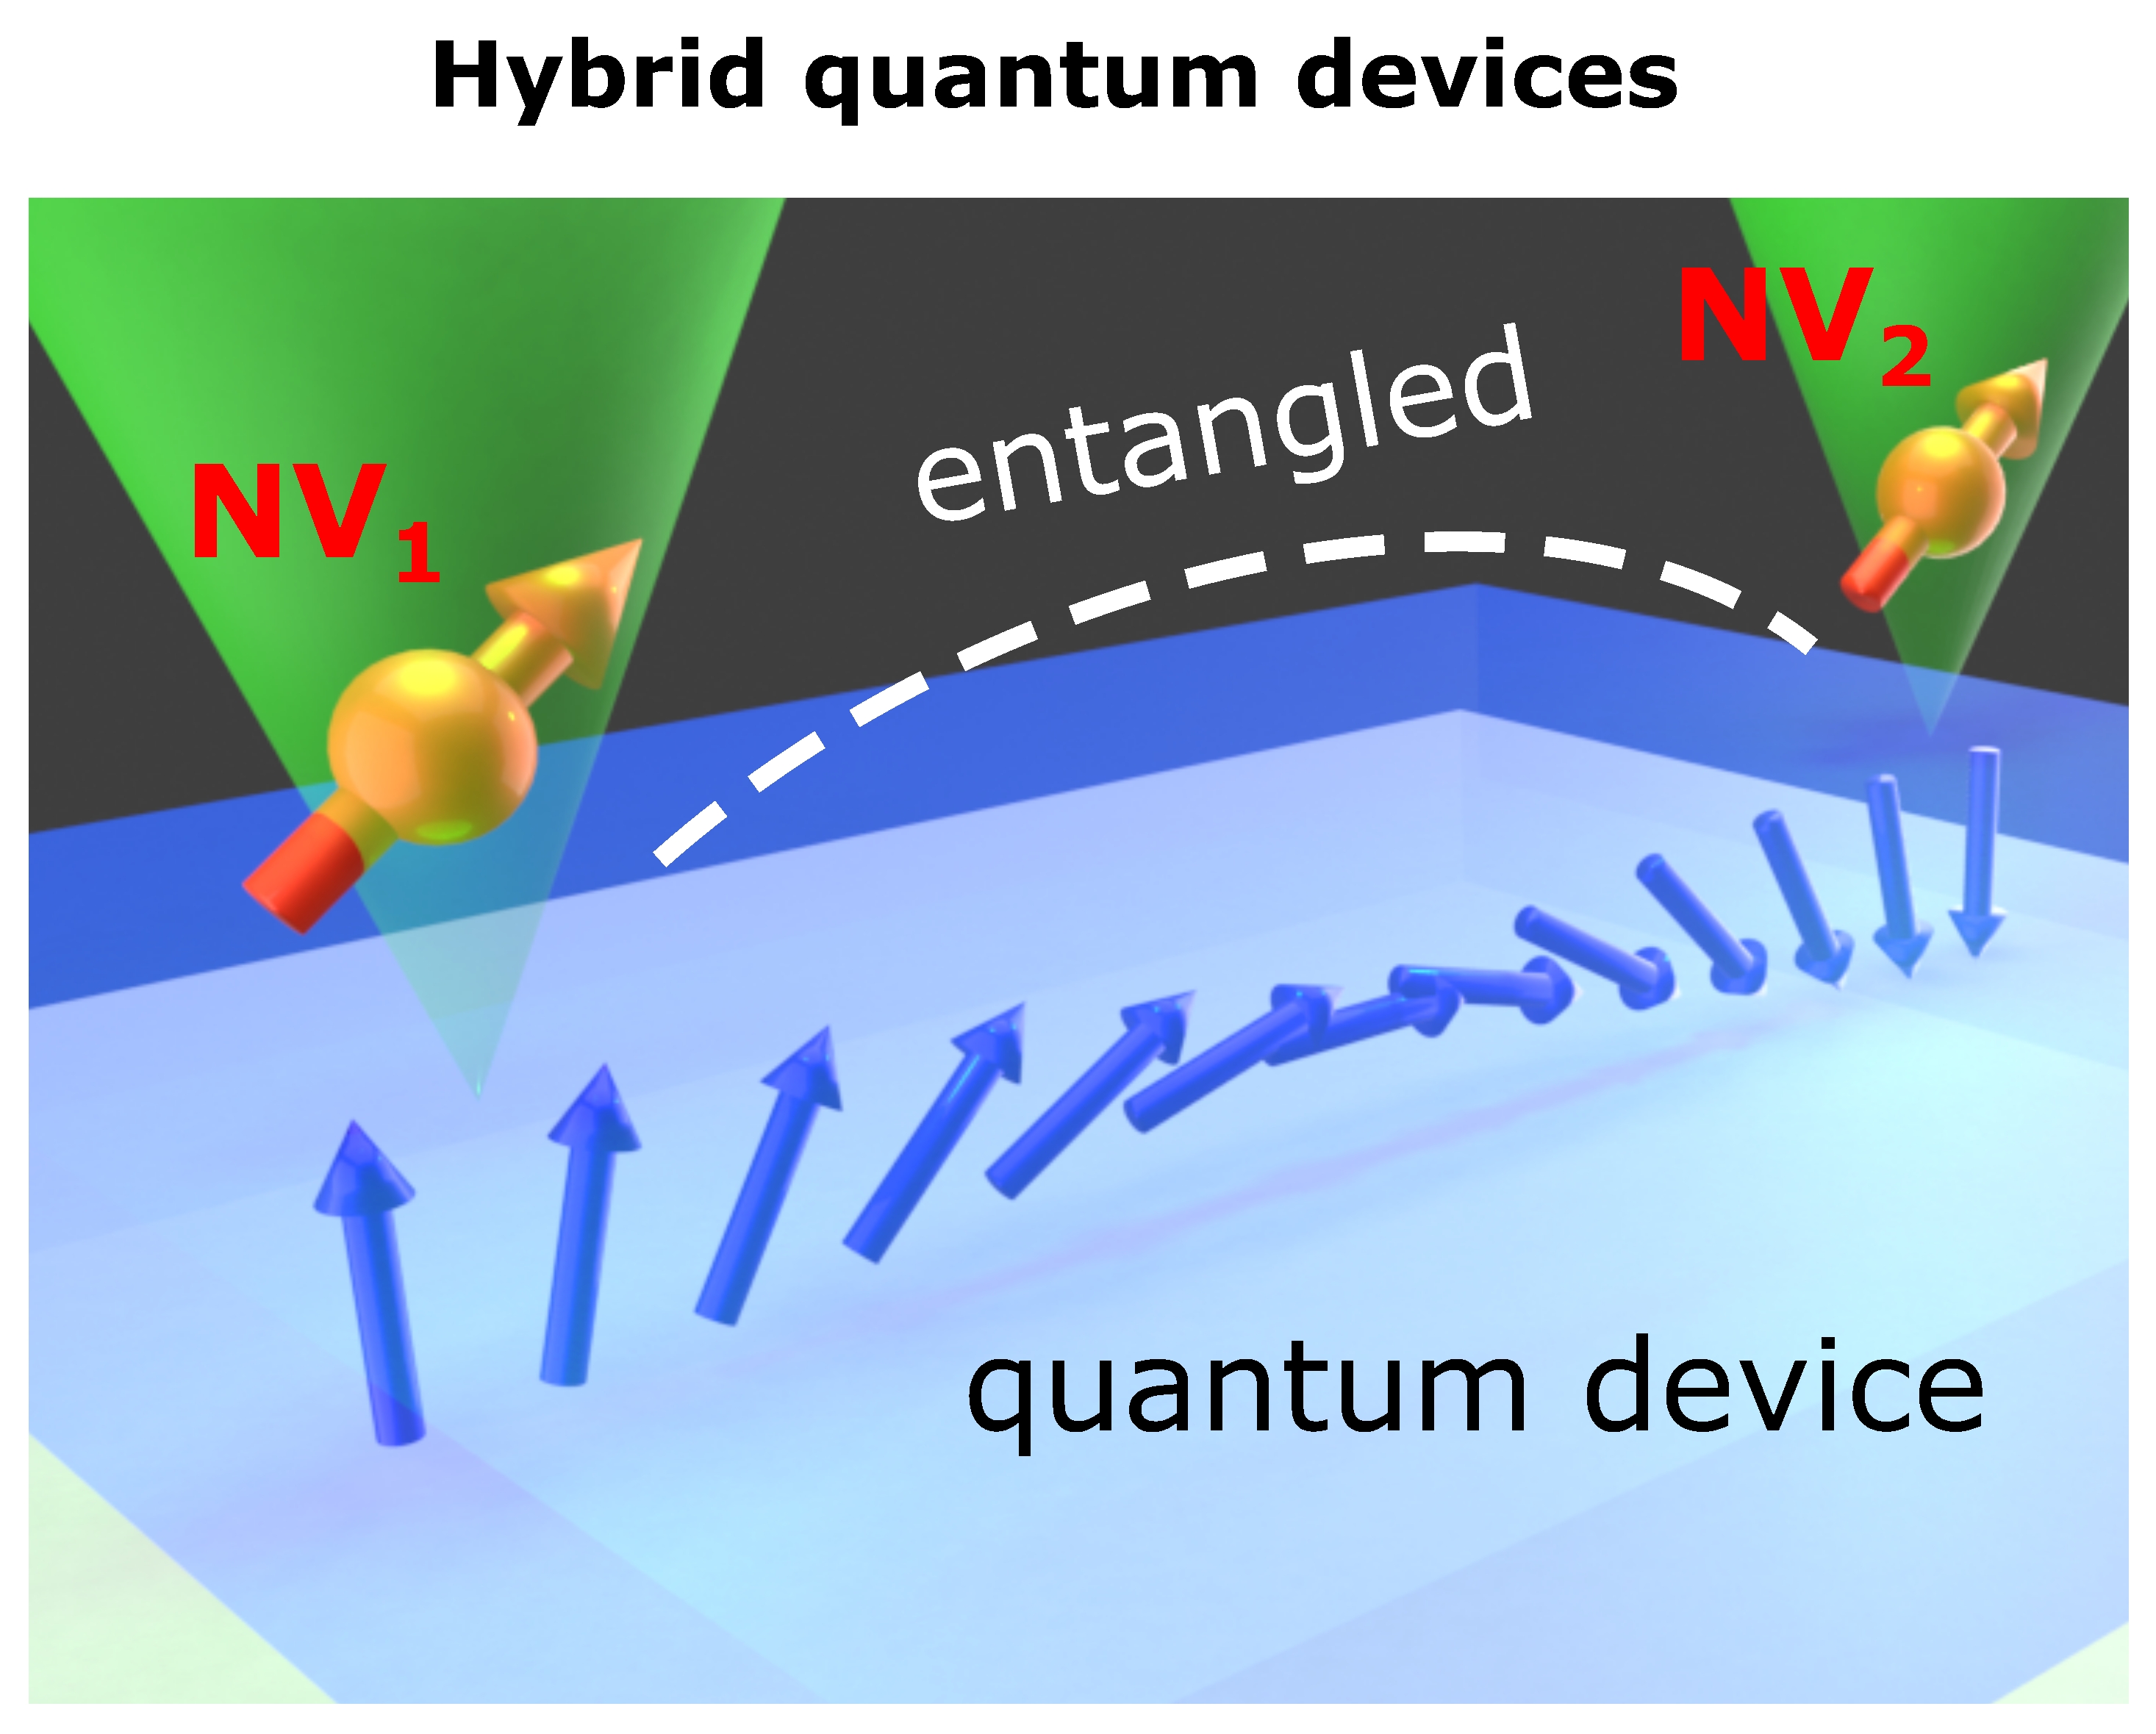 Hybrid quantum devices
NV₂
entangled
NV₁
quantum device